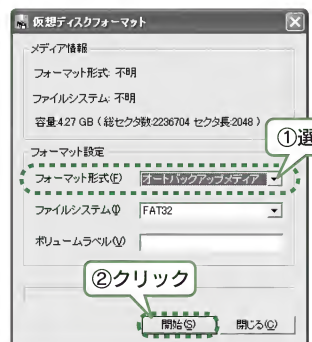 仮想ディスクフォーマット
メディア情報
フォーマット形式: 不明
ファイルシステム: 不明
容量:4.27 GB (総セクタ数:2236704 セクタ長:2048)
①選
フォーマット設定
フォーマット形式(F) オートバックアップメディア
ファイルシステム(I) FAT32
ボリュームラベル(V)
②クリック
開始(S) 閉じる(C)